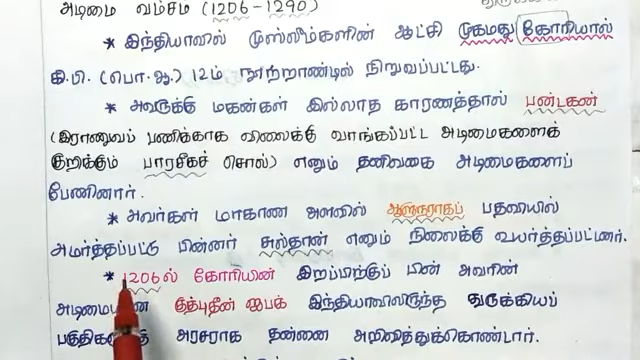 அடிமை வம்சம் (1206-1290)
* இந்தியாவில் முஸ்லீம்களின் ஆட்சி முகமது கோரியால்
கி.பி. (பொ.ஆ.) 12ம் நூற்றாண்டில் நிறுவப்பட்டது.
* அவருக்கு மகன்கள் இல்லாத காரணத்தால் பன்டகன்
(இராணுவப் பணிக்காக விலைக்கு வாங்கப்பட்ட அடிமைகளைக்
குறிக்கும் பாரசீகச் சொல்) எனும் தனிவகை அடிமைகளைப்
பேணினார்.
* அவர்கள் மாகாண அளவில் ஆளுநராகப் பதவியில்
அமர்த்தப்பட்டு பின்னர் சுல்தான் எனும் நிலைக்கு உயர்த்தப்பட்டனர்.
* 1206ல் கோரியின் இறப்பிற்குப் பின் அவரின்
குத்புதீன் ஐபக் இந்தியாவிலிருந்த துருக்கியப்
அரசராக தன்னை அறிவித்துக்கொண்டார்.